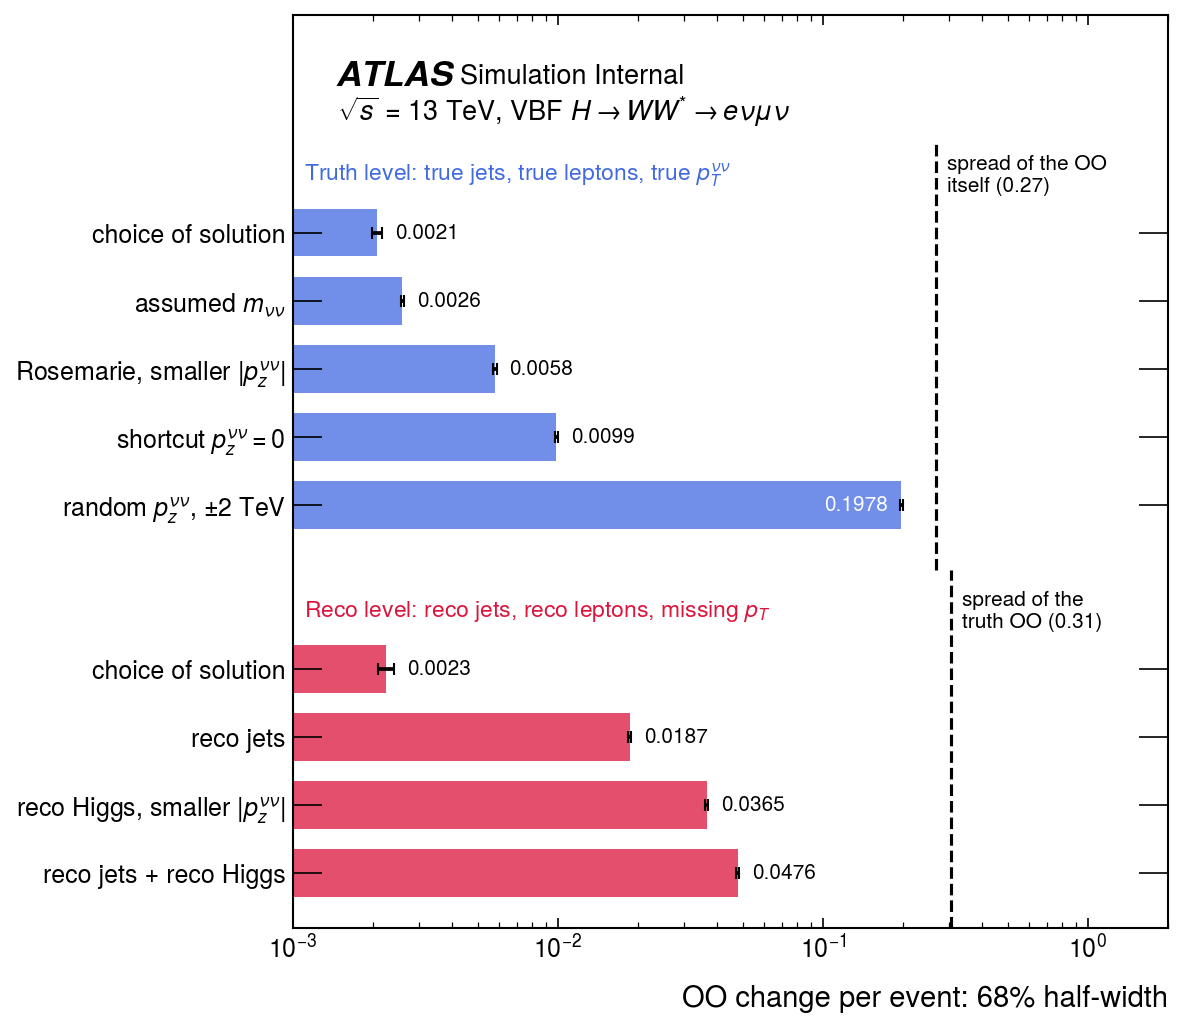 ATLAS Simulation Internal
√s = 13 TeV, VBF H → WW* → eνμν
Truth level: true jets, true leptons, true p_T^{νν}
spread of the OO
itself (0.27)
choice of solution 0.0021
assumed m_{νν} 0.0026
Rosemarie, smaller |p_z^{νν}| 0.0058
shortcut p_z^{νν} = 0 0.0099
random p_z^{νν}, ±2 TeV 0.1978
spread of the
truth OO (0.31)
Reco level: reco jets, reco leptons, missing p_T
choice of solution 0.0023
reco jets 0.0187
reco Higgs, smaller |p_z^{νν}| 0.0365
reco jets + reco Higgs 0.0476
10^{−3} 10^{−2} 10^{−1} 10^{0}
OO change per event: 68% half-width